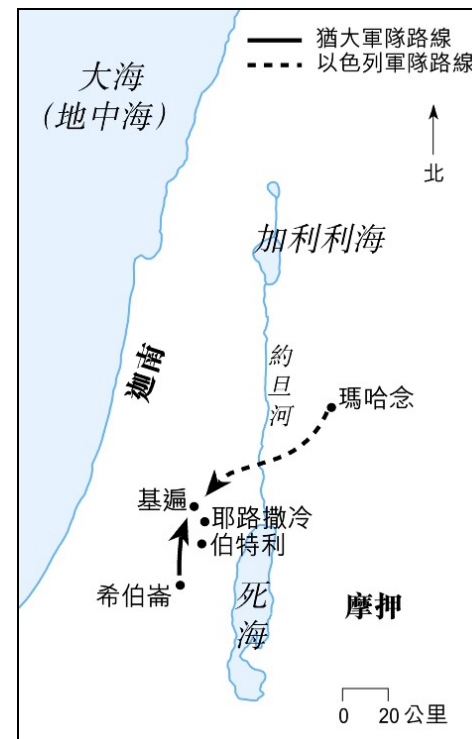 猶大軍隊路線
以色列軍隊路線
大海
(地中海)
北
加利利海
迦南
約旦河
瑪哈念
基遍
耶路撒冷
伯特利
希伯崙
死海
摩押
0 20 公里